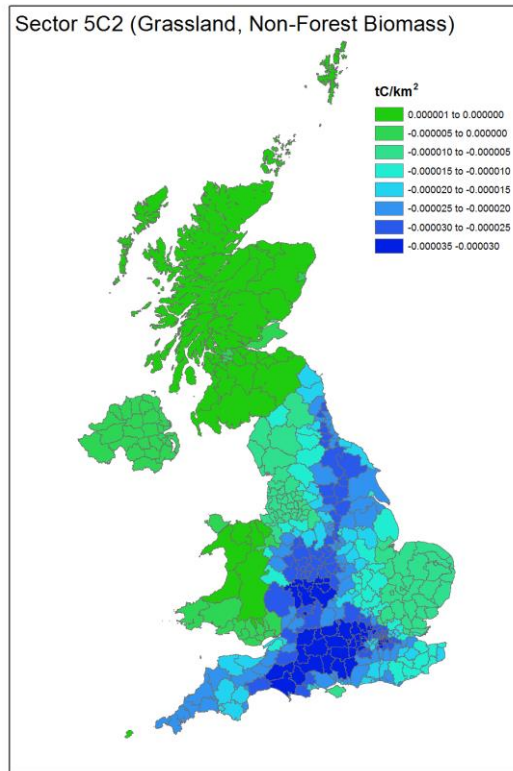 Sector 5C2 (Grassland, Non-Forest Biomass)
tC/km²
0.000001 to 0.000000
-0.000005 to 0.000000
-0.000010 to -0.000005
-0.000015 to -0.000010
-0.000020 to -0.000015
-0.000025 to -0.000020
-0.000030 to -0.000025
-0.000035 -0.000030